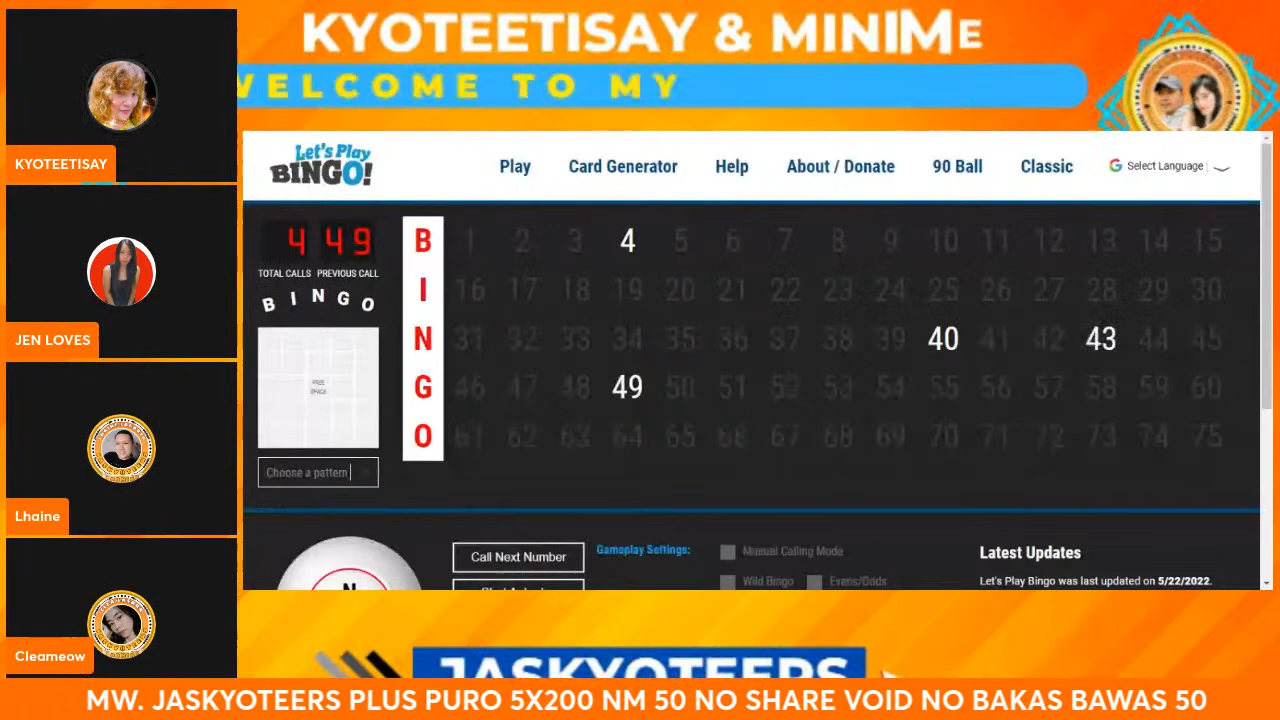 KYOTEETISAY & MINIME
WELCOME TO MY
KYOTEETISAY
JEN LOVES
Lhaine
Cleameow
Let's Play
BINGO!
Play
Card Generator
Help
About / Donate
90 Ball
Classic
Select Language
4 49
TOTAL CALLS PREVIOUS CALL
B I N G O
FREE
SPACE
Choose a pattern
B 1 2 3 4 5 6 7 8 9 10 11 12 13 14 15
I 16 17 18 19 20 21 22 23 24 25 26 27 28 29 30
N 31 32 33 34 35 36 37 38 39 40 41 42 43 44 45
G 46 47 48 49 50 51 52 53 54 55 56 57 58 59 60
O 61 62 63 64 65 66 67 68 69 70 71 72 73 74 75
N
Call Next Number
Gameplay Settings:
Manual Calling Mode
Wild Bingo
Evens/Odds
Latest Updates
Let's Play Bingo was last updated on 5/22/2022.
JASKYOTEERS
MW. JASKYOTEERS PLUS PURO 5X200 NM 50 NO SHARE VOID NO BAKAS BAWAS 50